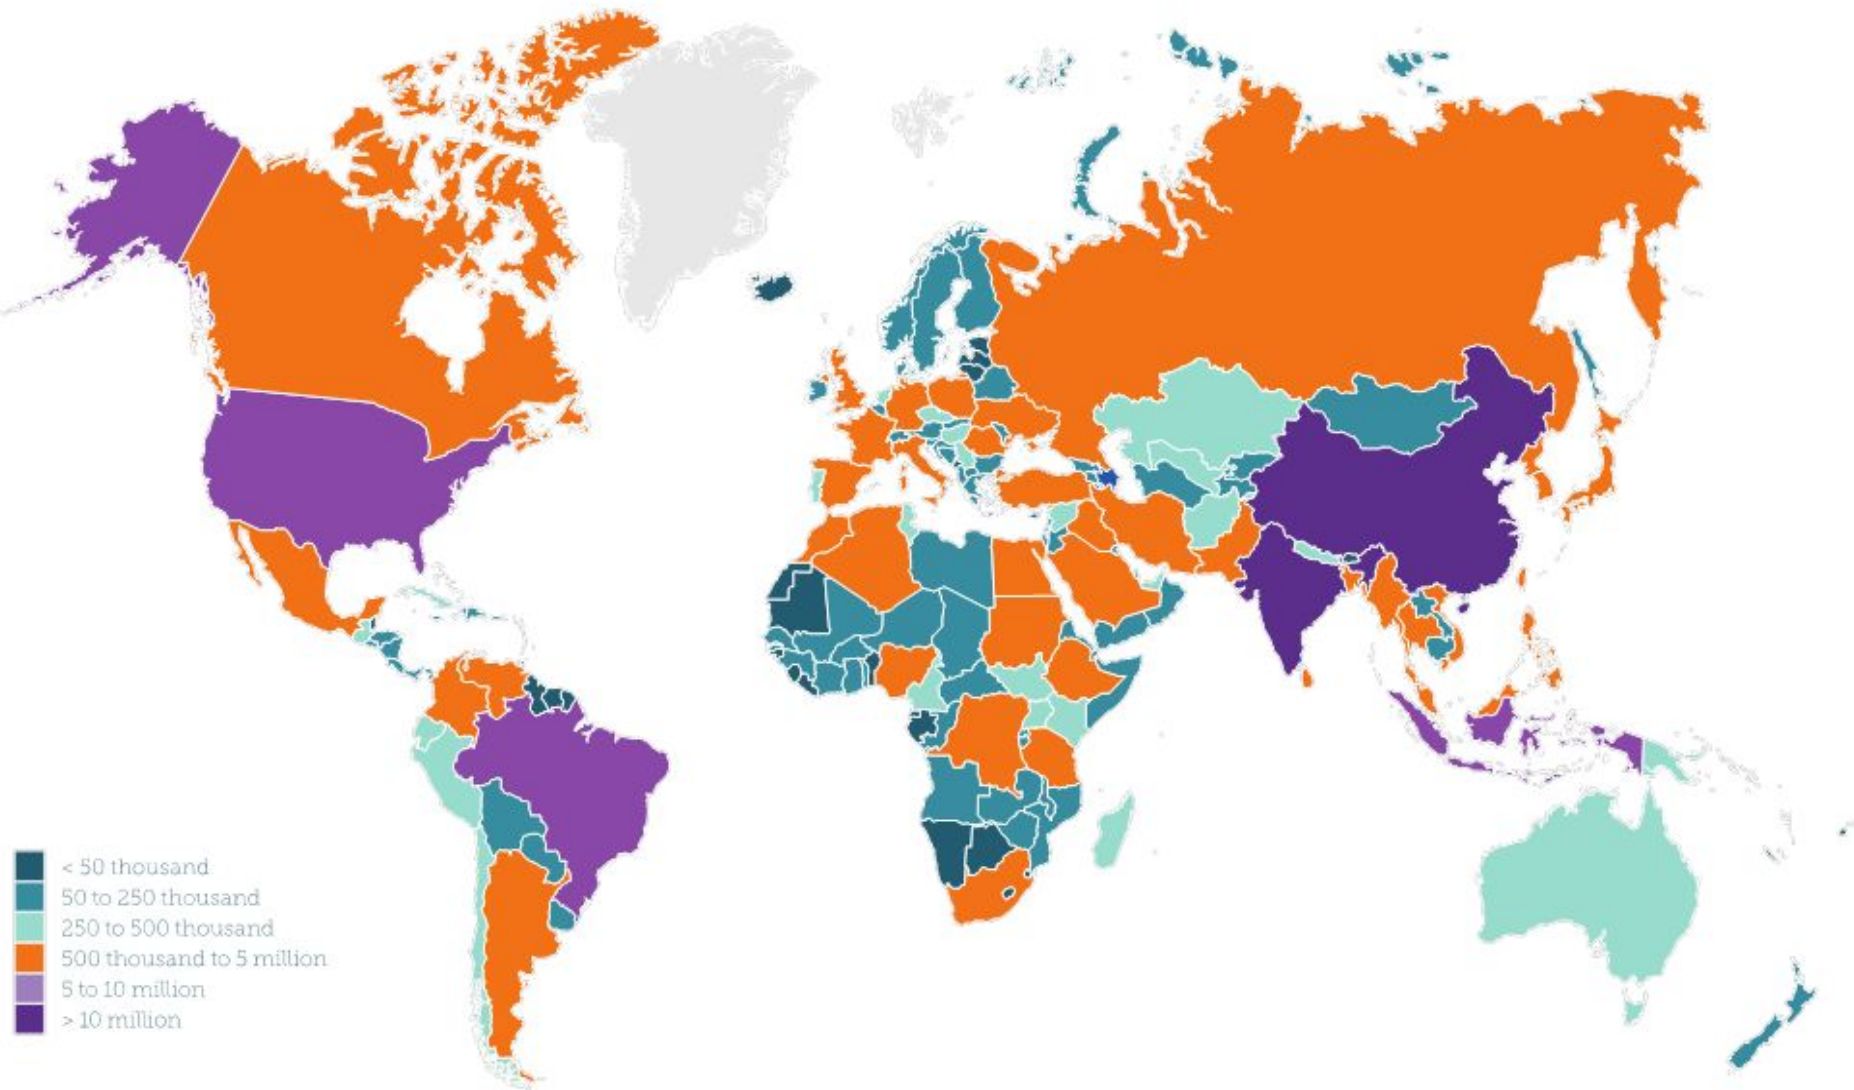 < 50 thousand
50 to 250 thousand
250 to 500 thousand
500 thousand to 5 million
5 to 10 million
> 10 million